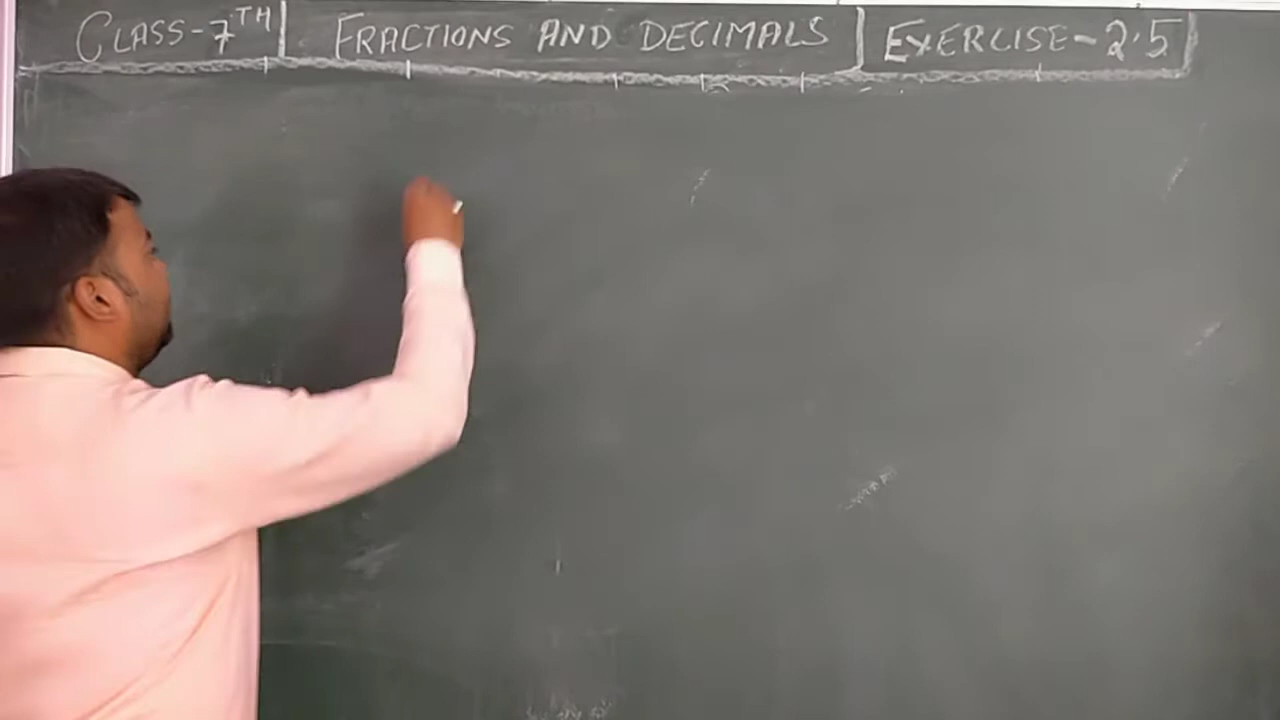 CLASS-7TH | FRACTIONS AND DECIMALS | EXERCISE-2.5